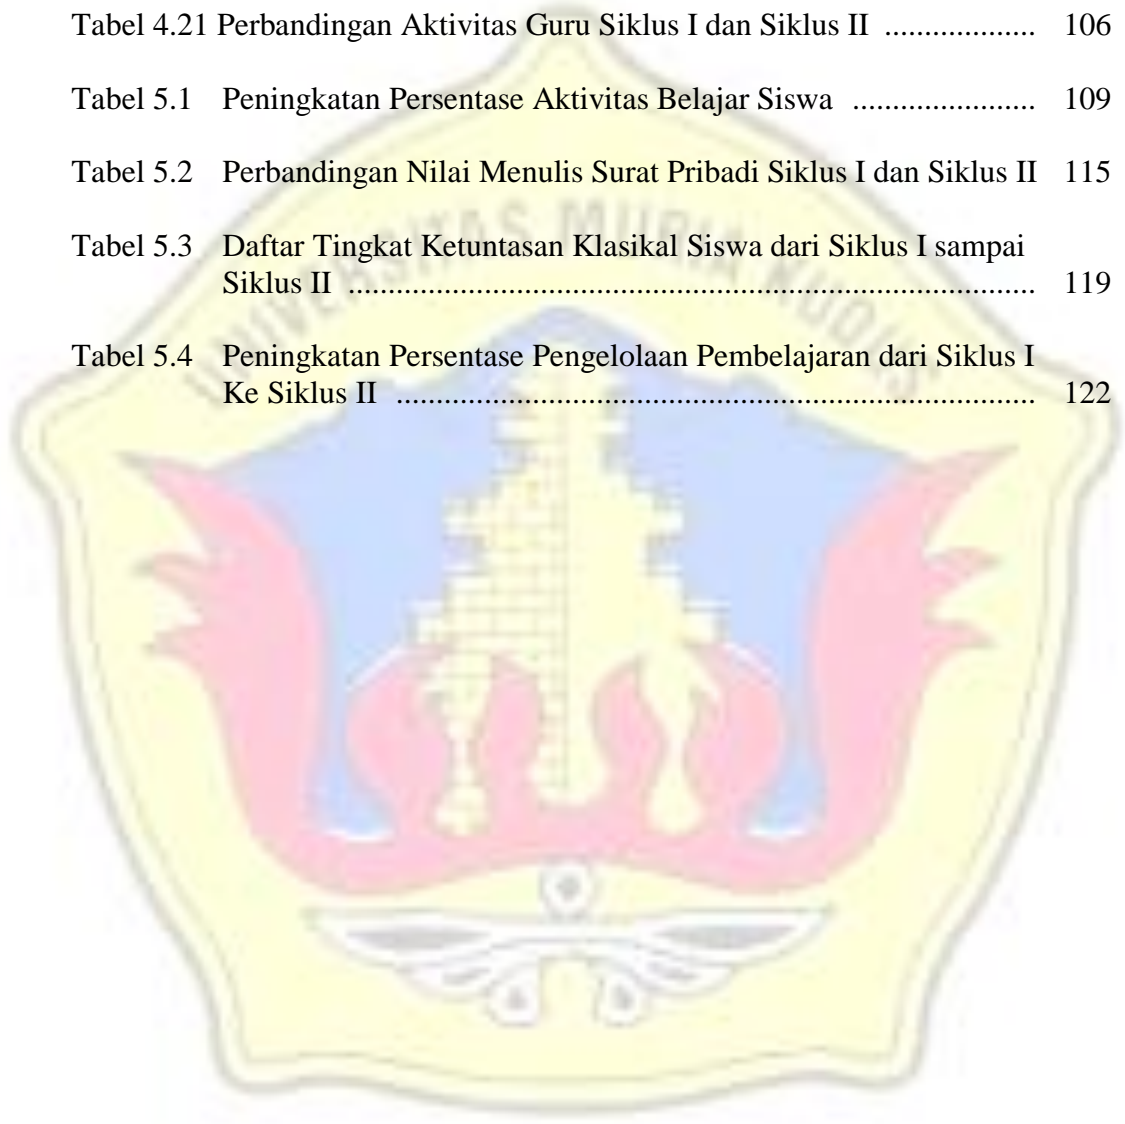 Tabel 4.21 Perbandingan Aktivitas Guru Siklus I dan Siklus II ................... 106
Tabel 5.1 Peningkatan Persentase Aktivitas Belajar Siswa ....................... 109
Tabel 5.2 Perbandingan Nilai Menulis Surat Pribadi Siklus I dan Siklus II 115
Tabel 5.3 Daftar Tingkat Ketuntasan Klasikal Siswa dari Siklus I sampai
Siklus II ........................................................................... 119
Tabel 5.4 Peningkatan Persentase Pengelolaan Pembelajaran dari Siklus I
Ke Siklus II ...................................................................... 122
UNIVERSITAS MURIA KUDUS